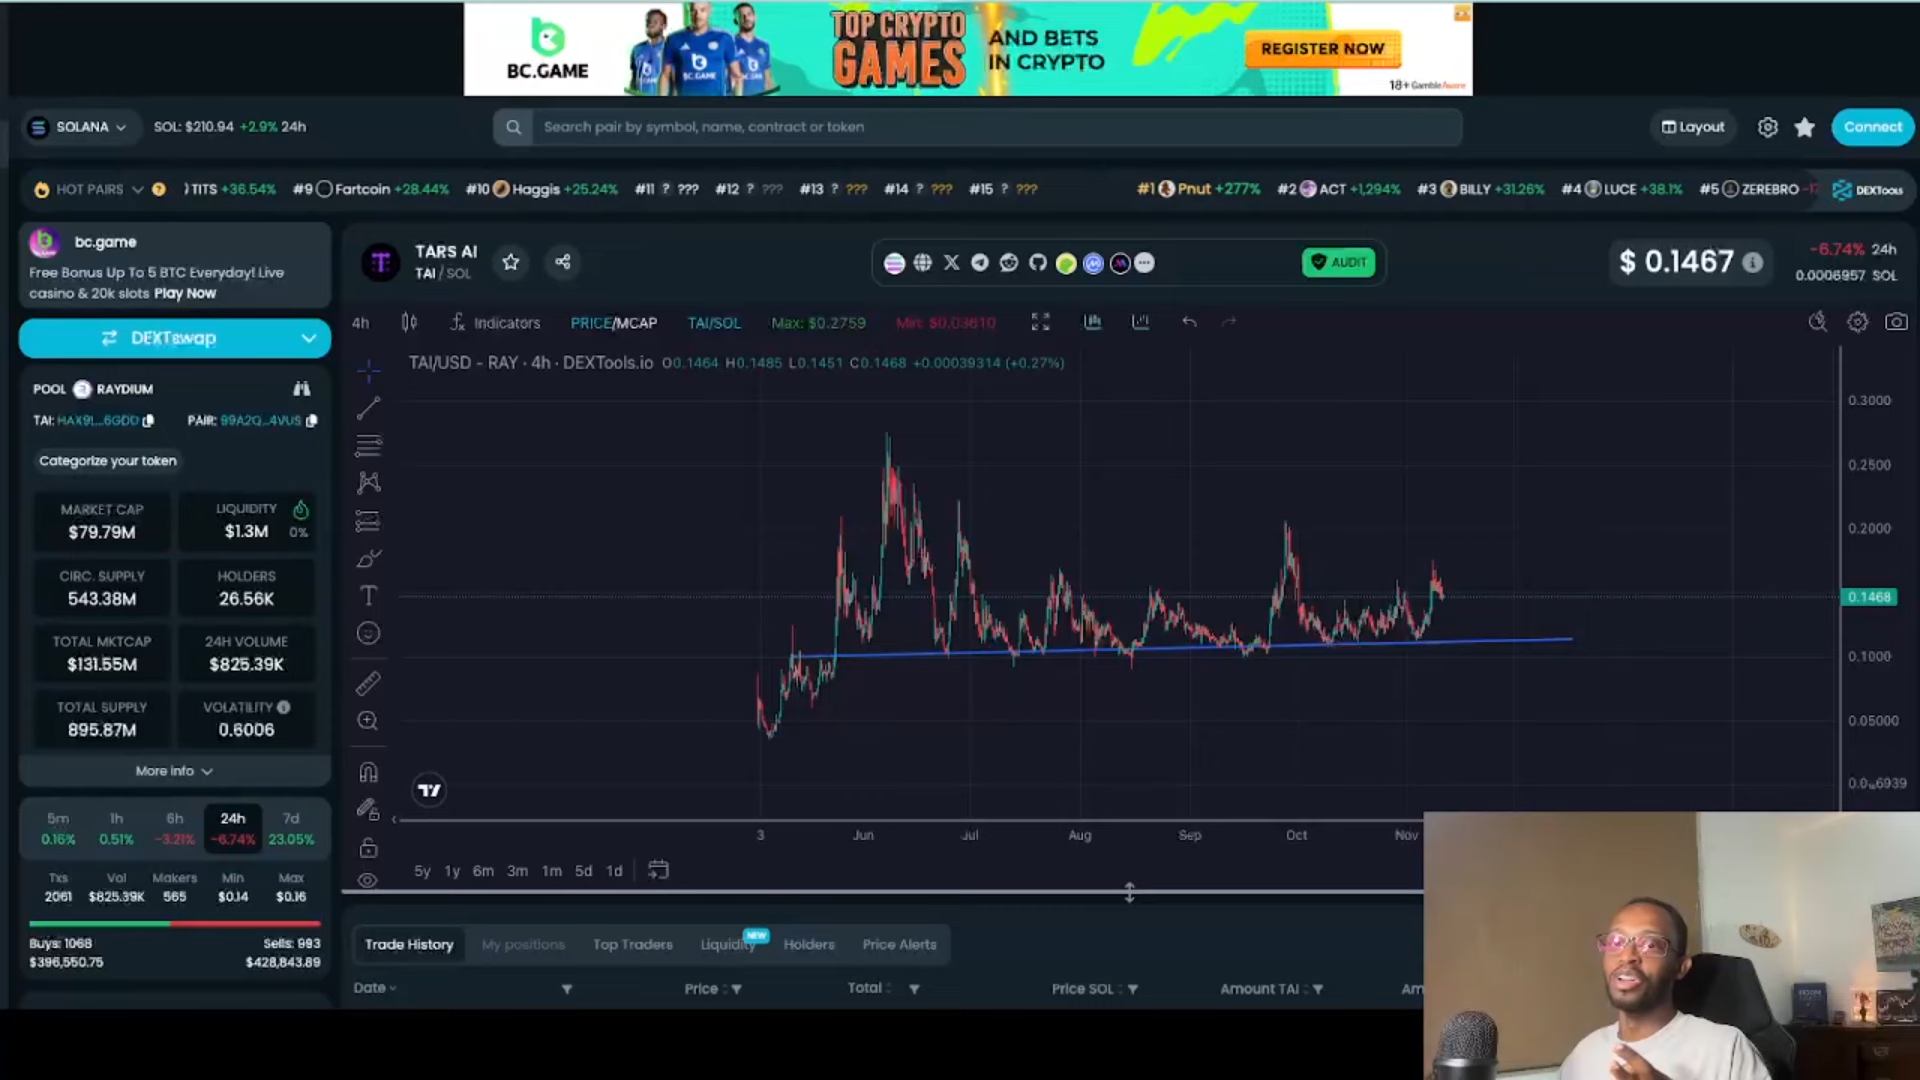 BC.GAME
TOP CRYPTO
GAMES
AND BETS
IN CRYPTO
REGISTER NOW
18+ GambleAware
SOLANA
SOL: $210.94 +2.9% 24h
Search pair by symbol, name, contract or token
Layout
Connect
HOT PAIRS
TITS +36.54% #9 Fartcoin +28.44% #10 Haggis +25.24% #11 ? ??? #12 ? ??? #13 ? ??? #14 ? ??? #15 ? ??? #1 Pnut +277% #2 ACT +1,294% #3 BILLY +31.26% #4 LUCE +38.1% #5 ZEREBRO
DEXTools
bc.game
Free Bonus Up To 5 BTC Everyday! Live
casino & 20k slots Play Now
TARS AI
TAI / SOL
AUDIT
$ 0.1467
-6.74% 24h
0.0006957 SOL
DEXTswap
4h
Indicators
PRICE/MCAP
TAI/SOL
Max: $0.2759
Min: $0.03610
TAI/USD - RAY · 4h · DEXTools.io O0.1464 H0.1485 L0.1451 C0.1468 +0.00039314 (+0.27%)
POOL RAYDIUM
TAI: HAX9L...6GDD PAIR: 99A2Q...4VUS
Categorize your token
MARKET CAP
$79.79M
LIQUIDITY
$1.3M
0%
CIRC. SUPPLY
543.38M
HOLDERS
26.56K
TOTAL MKTCAP
$131.55M
24H VOLUME
$825.39K
TOTAL SUPPLY
895.87M
VOLATILITY
0.6006
More info
0.3000
0.2500
0.2000
0.1468
0.1000
0.05000
0.0₁₆6939
3 Jun Jul Aug Sep Oct Nov
5y 1y 6m 3m 1m 5d 1d
5m 1h 6h 24h 7d
0.16% 0.51% -3.21% -6.74% 23.05%
Txs Vol Makers Min Max
2061 $825.39K 565 $0.14 $0.16
Buys: 1068 Sells: 993
$396,550.75 $428,843.89
Trade History
My positions
Top Traders
Liquidity
NEW
Holders
Price Alerts
Date
Price
Total
Price SOL
Amount TAI
Am